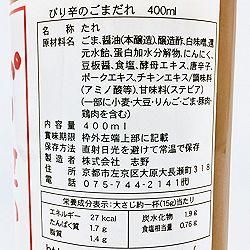 ぴり辛のごまだれ 400ml
名称 たれ
原材料名 ごま、醤油(本醸造)、醸造酢、白味噌、還
元水飴、蛋白加水分解物、にんにく、
豆板醤、食塩、酵母エキス、唐辛子、
ポークエキス、チキンエキス/調味料
(アミノ酸等)、甘味料(ステビア)
(一部に小麦・大豆・りんご・ごま・豚肉・
鶏肉を含む)
内容量 400ml
賞味期限 枠外左端上部に記載
保存方法 直射日光を避けて常温で保存
製造者 株式会社 志野
京都市左京区大原大長瀬町315
TEL 075-744-2141(代)
栄養成分表示:大さじ約一杯(15g)当たり
エネルギー 27kcal 炭水化物 1.9g
たんぱく質 1.7g 食塩相当量 0.76g
脂質 1.4g